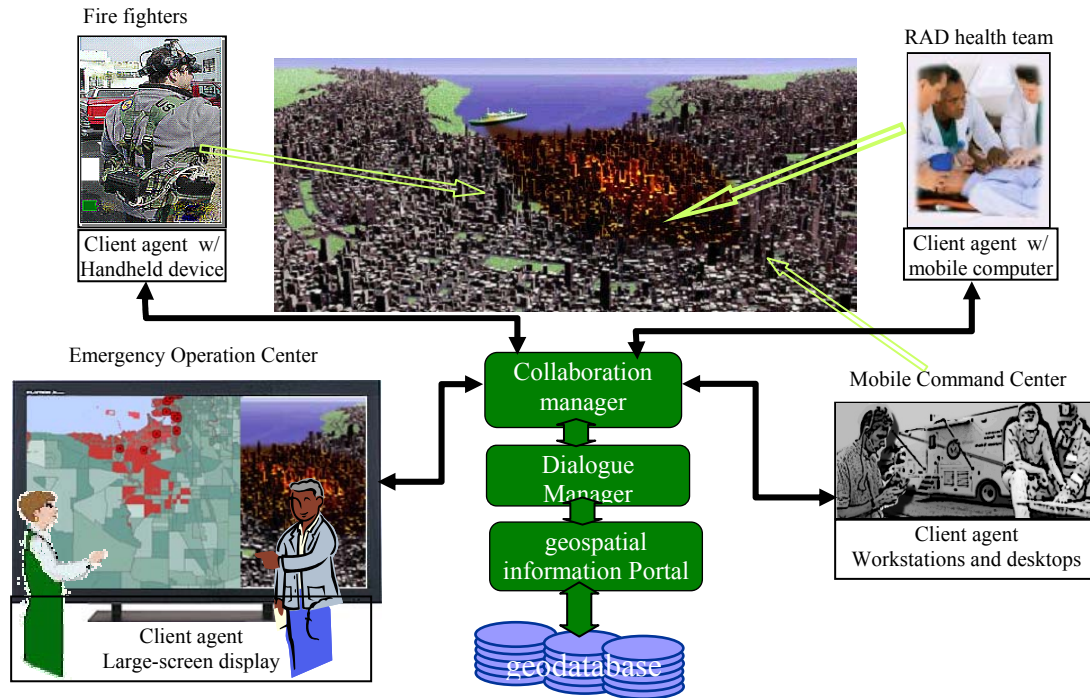 Fire fighters
RAD health team
Client agent w/
Handheld device
Client agent w/
mobile computer
Emergency Operation Center
Collaboration
manager
Mobile Command Center
Dialogue
Manager
Client agent
Workstations and desktops
geospatial
information Portal
Client agent
Large-screen display
geodatabase